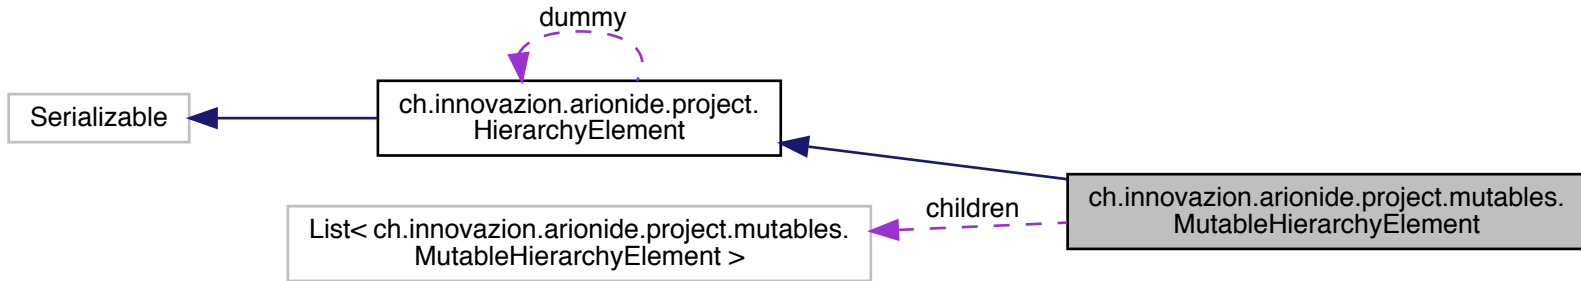 dummy
Serializable
ch.innovazion.arionide.project.
HierarchyElement
children
List< ch.innovazion.arionide.project.mutables.
MutableHierarchyElement >
ch.innovazion.arionide.project.mutables.
MutableHierarchyElement